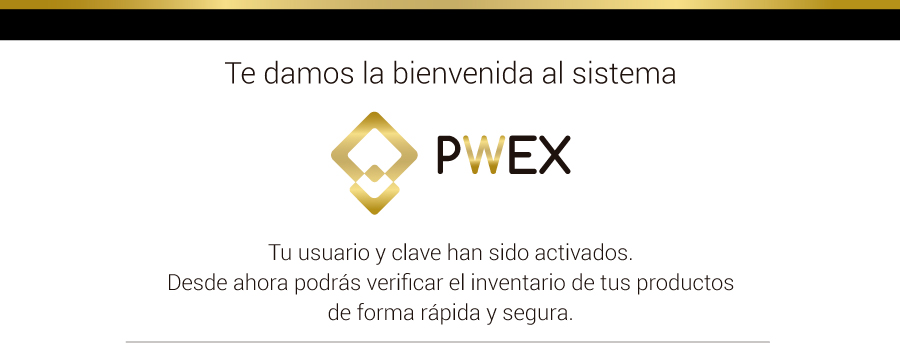 Te damos la bienvenida al sistema
PWEX
Tu usuario y clave han sido activados.
Desde ahora podrás verificar el inventario de tus productos
de forma rápida y segura.